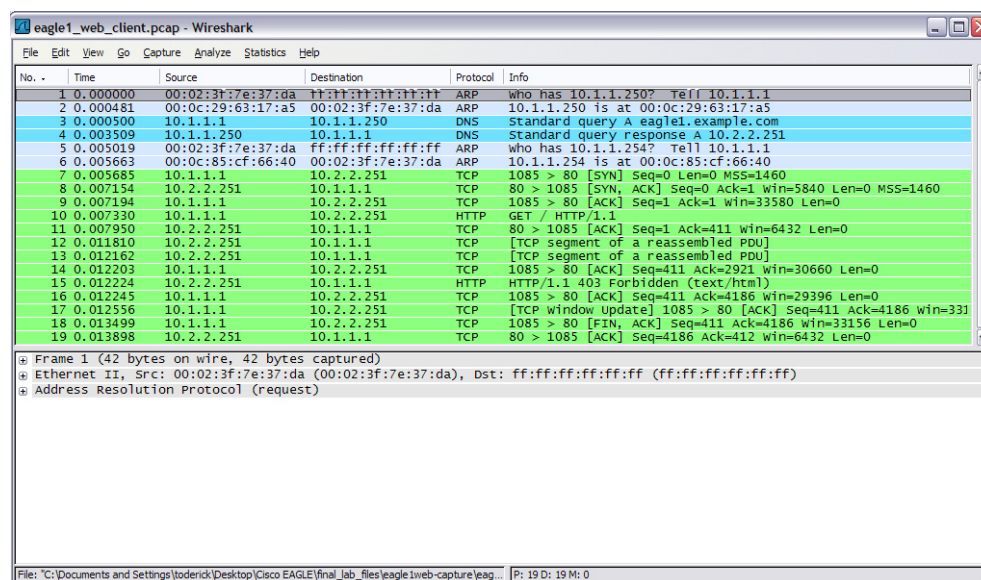 eagle1_web_client.pcap - Wireshark
File Edit View Go Capture Analyze Statistics Help
No. - Time Source Destination Protocol Info
1 0.000000 00:02:3f:7e:37:da ff:ff:ff:ff:ff:ff ARP Who has 10.1.1.250? Tell 10.1.1.1
2 0.000481 00:0c:29:63:17:a5 00:02:3f:7e:37:da ARP 10.1.1.250 is at 00:0c:29:63:17:a5
3 0.000500 10.1.1.1 10.1.1.250 DNS Standard query A eagle1.example.com
4 0.003509 10.1.1.250 10.1.1.1 DNS Standard query response A 10.2.2.251
5 0.005019 00:02:3f:7e:37:da ff:ff:ff:ff:ff:ff ARP Who has 10.1.1.254? Tell 10.1.1.1
6 0.005663 00:0c:85:cf:66:40 00:02:3f:7e:37:da ARP 10.1.1.254 is at 00:0c:85:cf:66:40
7 0.005685 10.1.1.1 10.2.2.251 TCP 1085 > 80 [SYN] Seq=0 Len=0 MSS=1460
8 0.007154 10.2.2.251 10.1.1.1 TCP 80 > 1085 [SYN, ACK] Seq=0 Ack=1 Win=5840 Len=0 MSS=1460
9 0.007194 10.1.1.1 10.2.2.251 TCP 1085 > 80 [ACK] Seq=1 Ack=1 Win=33580 Len=0
10 0.007330 10.1.1.1 10.2.2.251 HTTP GET / HTTP/1.1
11 0.007950 10.2.2.251 10.1.1.1 TCP 80 > 1085 [ACK] Seq=1 Ack=411 Win=6432 Len=0
12 0.011810 10.2.2.251 10.1.1.1 TCP [TCP segment of a reassembled PDU]
13 0.012162 10.2.2.251 10.1.1.1 TCP [TCP segment of a reassembled PDU]
14 0.012203 10.1.1.1 10.2.2.251 TCP 1085 > 80 [ACK] Seq=411 Ack=2921 Win=30660 Len=0
15 0.012224 10.2.2.251 10.1.1.1 HTTP HTTP/1.1 403 Forbidden (text/html)
16 0.012245 10.1.1.1 10.2.2.251 TCP 1085 > 80 [ACK] Seq=411 Ack=4186 Win=29396 Len=0
17 0.012556 10.1.1.1 10.2.2.251 TCP [TCP Window Update] 1085 > 80 [ACK] Seq=411 Ack=4186 Win=331
18 0.013499 10.1.1.1 10.2.2.251 TCP 1085 > 80 [FIN, ACK] Seq=411 Ack=4186 Win=33156 Len=0
19 0.013898 10.2.2.251 10.1.1.1 TCP 80 > 1085 [ACK] Seq=4186 Ack=412 Win=6432 Len=0
Frame 1 (42 bytes on wire, 42 bytes captured)
Ethernet II, Src: 00:02:3f:7e:37:da (00:02:3f:7e:37:da), Dst: ff:ff:ff:ff:ff:ff (ff:ff:ff:ff:ff:ff)
Address Resolution Protocol (request)
File: "C:\Documents and Settings\toderick\Desktop\Cisco EAGLE\final_lab_files\eagle1web-capture\eag... P: 19 D: 19 M: 0